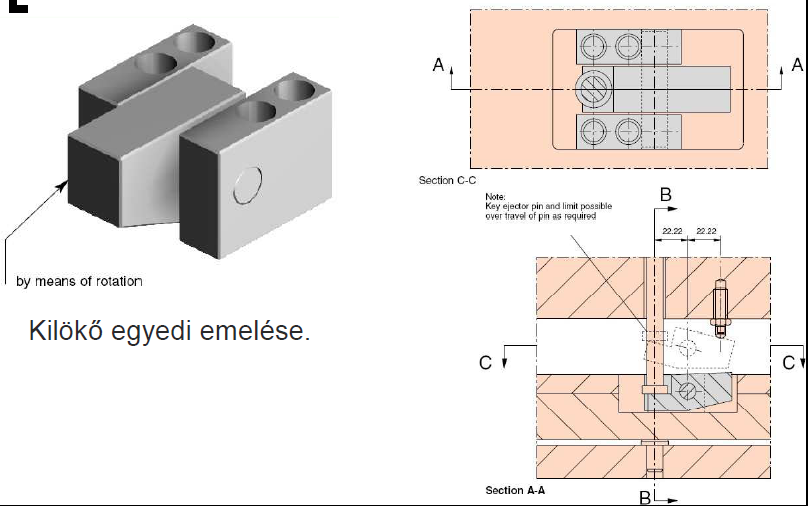 A
A
Section C-C
Note:
Key ejector pin and limit possible
over travel of pin as required
B
22.22
22.22
by means of rotation
Kilökő egyedi emelése.
C
C
Section A-A
B